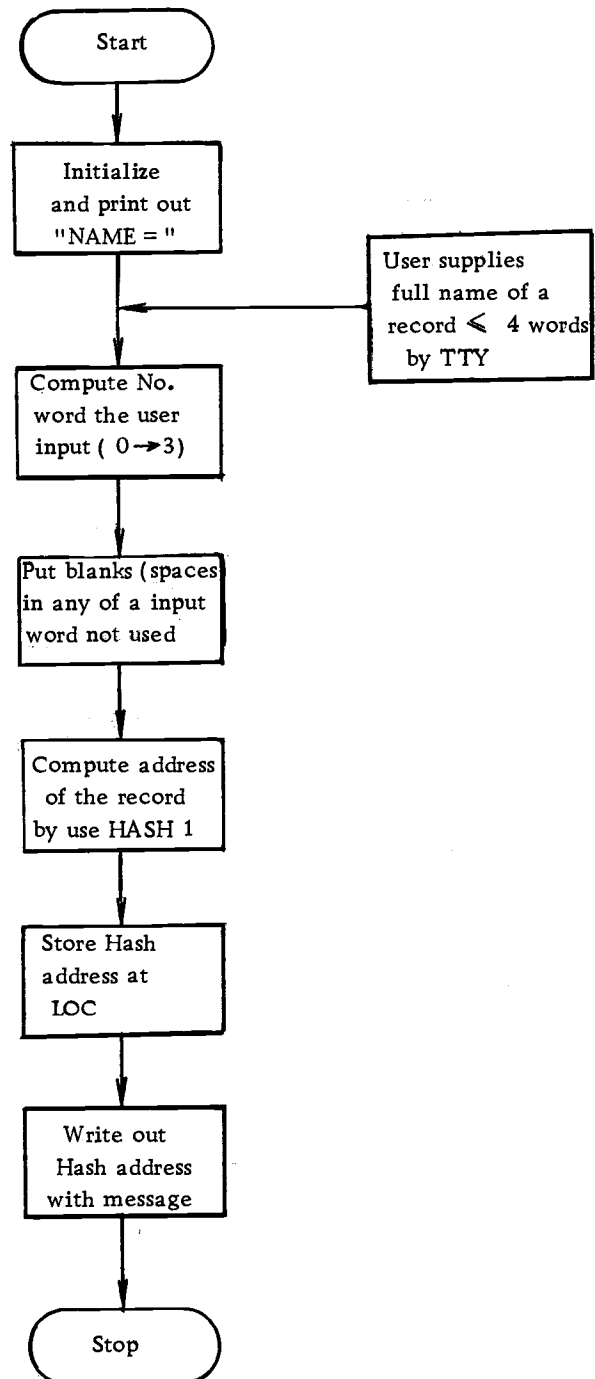 Start
Initialize
and print out
"NAME = "
User supplies
full name of a
record ⩽ 4 words
by TTY
Compute No.
word the user
input ( 0→3)
Put blanks (spaces
in any of a input
word not used
Compute address
of the record
by use HASH 1
Store Hash
address at
LOC
Write out
Hash address
with message
Stop